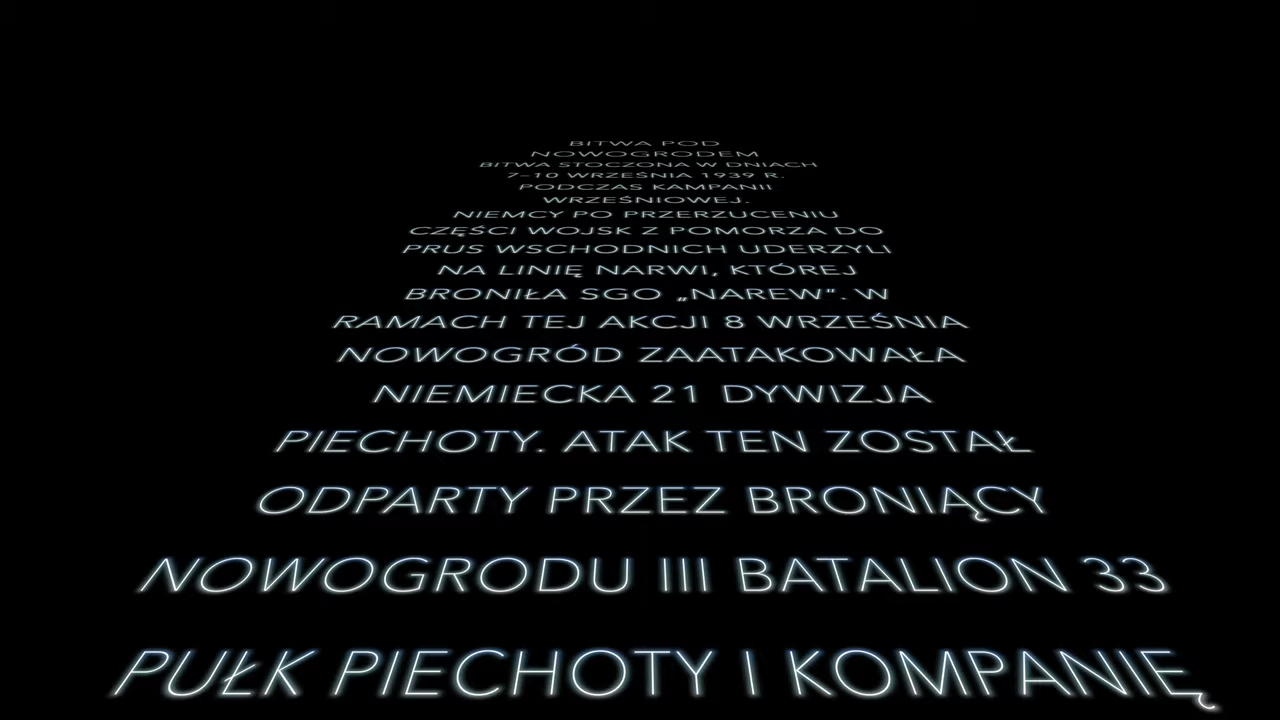 BITWA POD
NOWOGRODEM
BITWA STOCZONA W DNIACH
7–10 WRZEŚNIA 1939 R.
PODCZAS KAMPANII
WRZEŚNIOWEJ.
NIEMCY PO PRZERZUCENIU
CZĘŚCI WOJSK Z POMORZA DO
PRUS WSCHODNICH UDERZYLI
NA LINIĘ NARWI, KTÓREJ
BRONIŁA SGO „NAREW”. W
RAMACH TEJ AKCJI 8 WRZEŚNIA
NOWOGRÓD ZAATAKOWAŁA
NIEMIECKA 21 DYWIZJA
PIECHOTY. ATAK TEN ZOSTAŁ
ODPARTY PRZEZ BRONIĄCY
NOWOGRODU III BATALION 33
PUŁK PIECHOTY I KOMPANIĘ